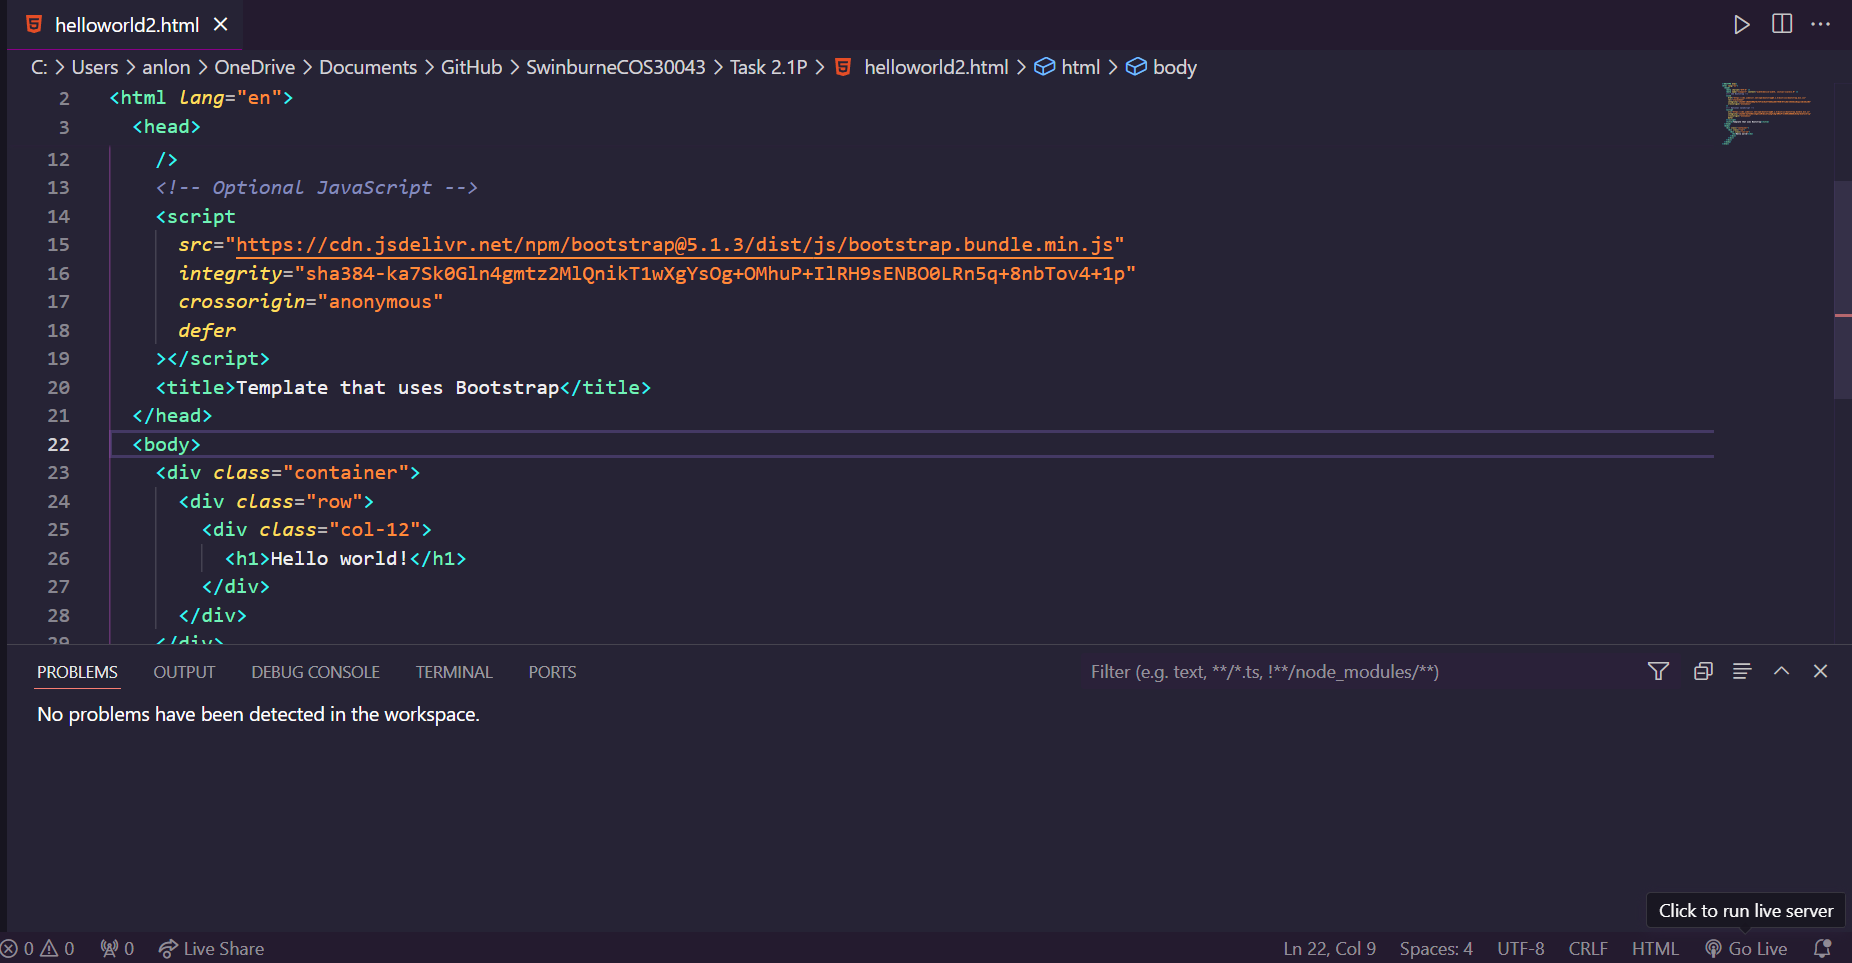 helloworld2.html
C: > Users > anlon > OneDrive > Documents > GitHub > SwinburneCOS30043 > Task 2.1P > helloworld2.html > html > body
2 <html lang="en">
3 <head>
12 />
13 <!-- Optional JavaScript -->
14 <script
15 src="https://cdn.jsdelivr.net/npm/bootstrap@5.1.3/dist/js/bootstrap.bundle.min.js"
16 integrity="sha384-ka7Sk0Gln4gmtz2MlQnikT1wXgYsOg+OMhuP+IlRH9sENBO0LRn5q+8nbTov4+1p"
17 crossorigin="anonymous"
18 defer
19 ></script>
20 <title>Template that uses Bootstrap</title>
21 </head>
22 <body>
23 <div class="container">
24 <div class="row">
25 <div class="col-12">
26 <h1>Hello world!</h1>
27 </div>
28 </div>
29 </div>
PROBLEMS OUTPUT DEBUG CONSOLE TERMINAL PORTS Filter (e.g. text, **/*.ts, !**/node_modules/**)
No problems have been detected in the workspace.
Click to run live server
0 0 0 Live Share Ln 22, Col 9 Spaces: 4 UTF-8 CRLF HTML Go Live